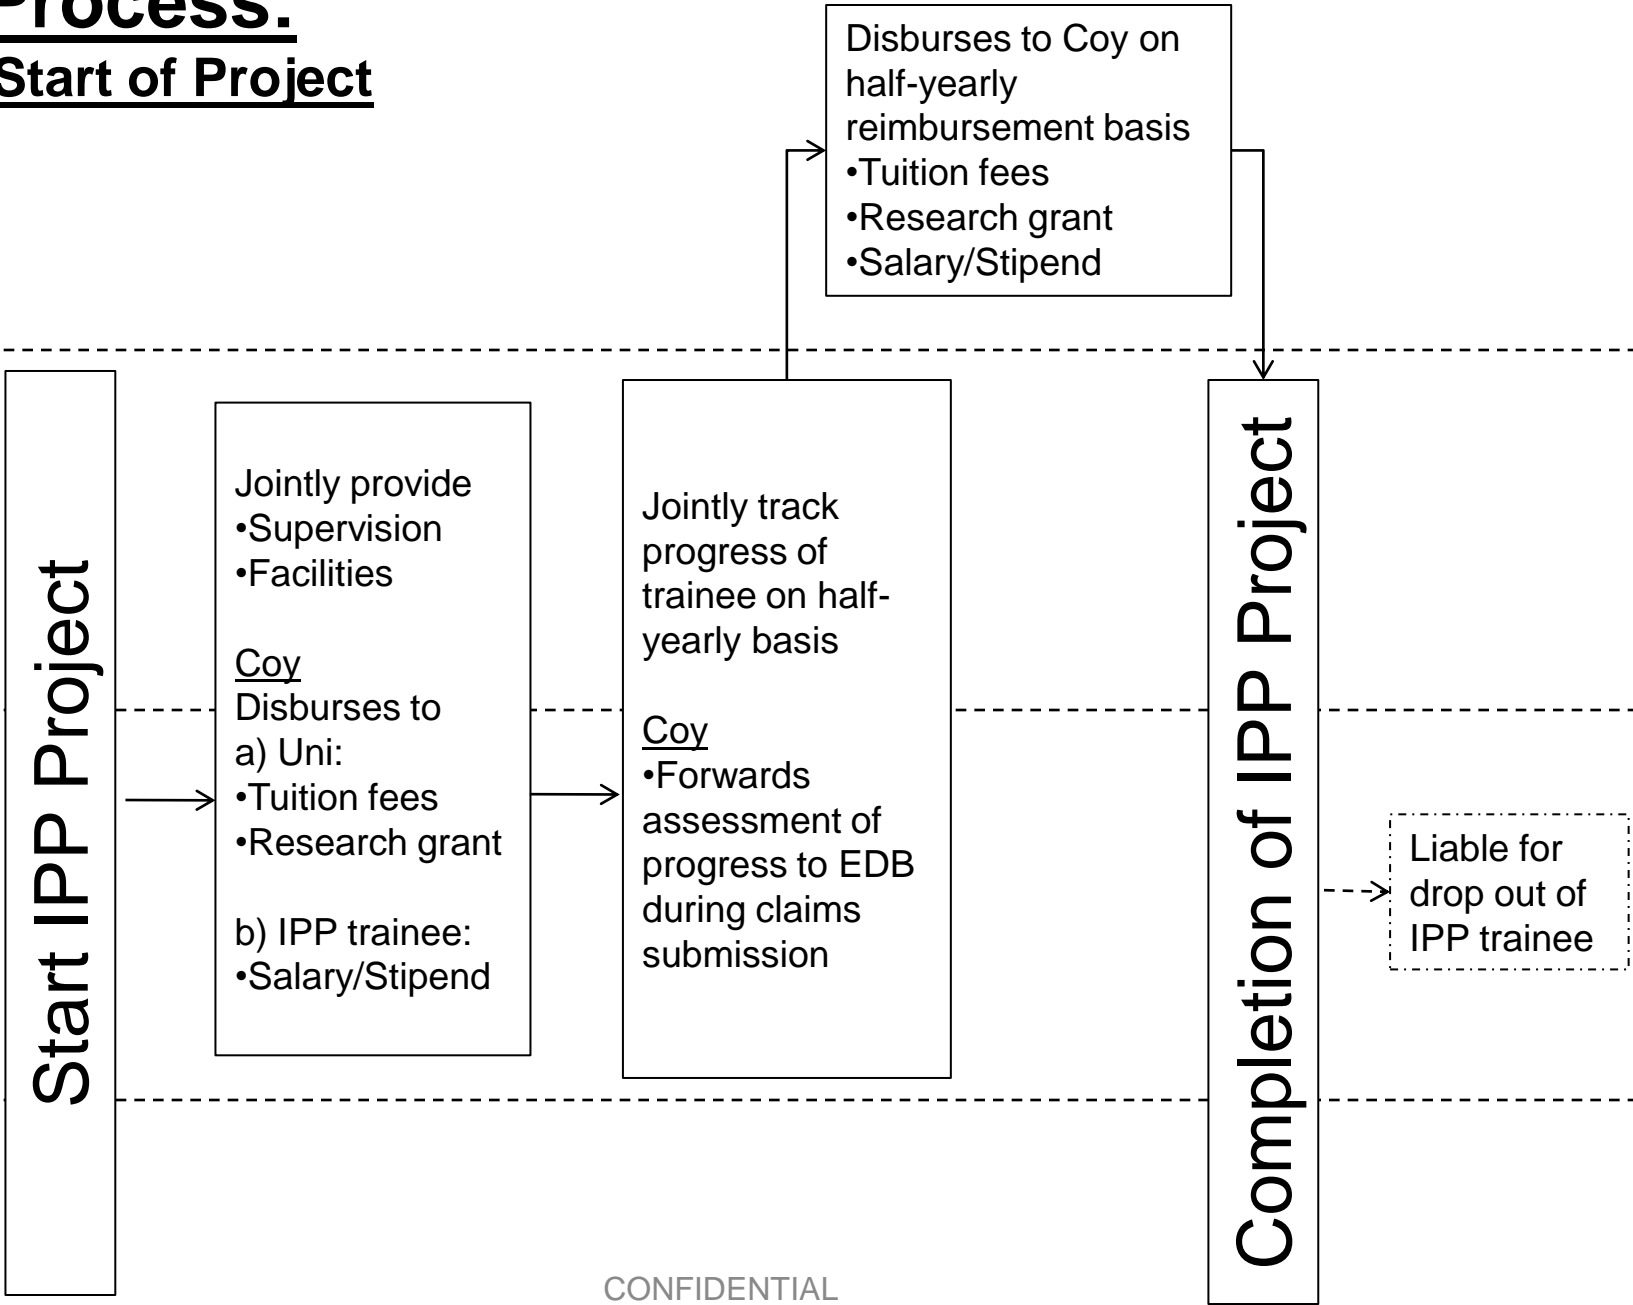 Process:
Start of Project
Disburses to Coy on
half-yearly
reimbursement basis
•Tuition fees
•Research grant
•Salary/Stipend
Start IPP Project
Jointly provide
•Supervision
•Facilities
Coy
Disburses to
a) Uni:
•Tuition fees
•Research grant
b) IPP trainee:
•Salary/Stipend
Jointly track
progress of
trainee on half-
yearly basis
Coy
•Forwards
assessment of
progress to EDB
during claims
submission
Completion of IPP Project
Liable for
drop out of
IPP trainee
CONFIDENTIAL